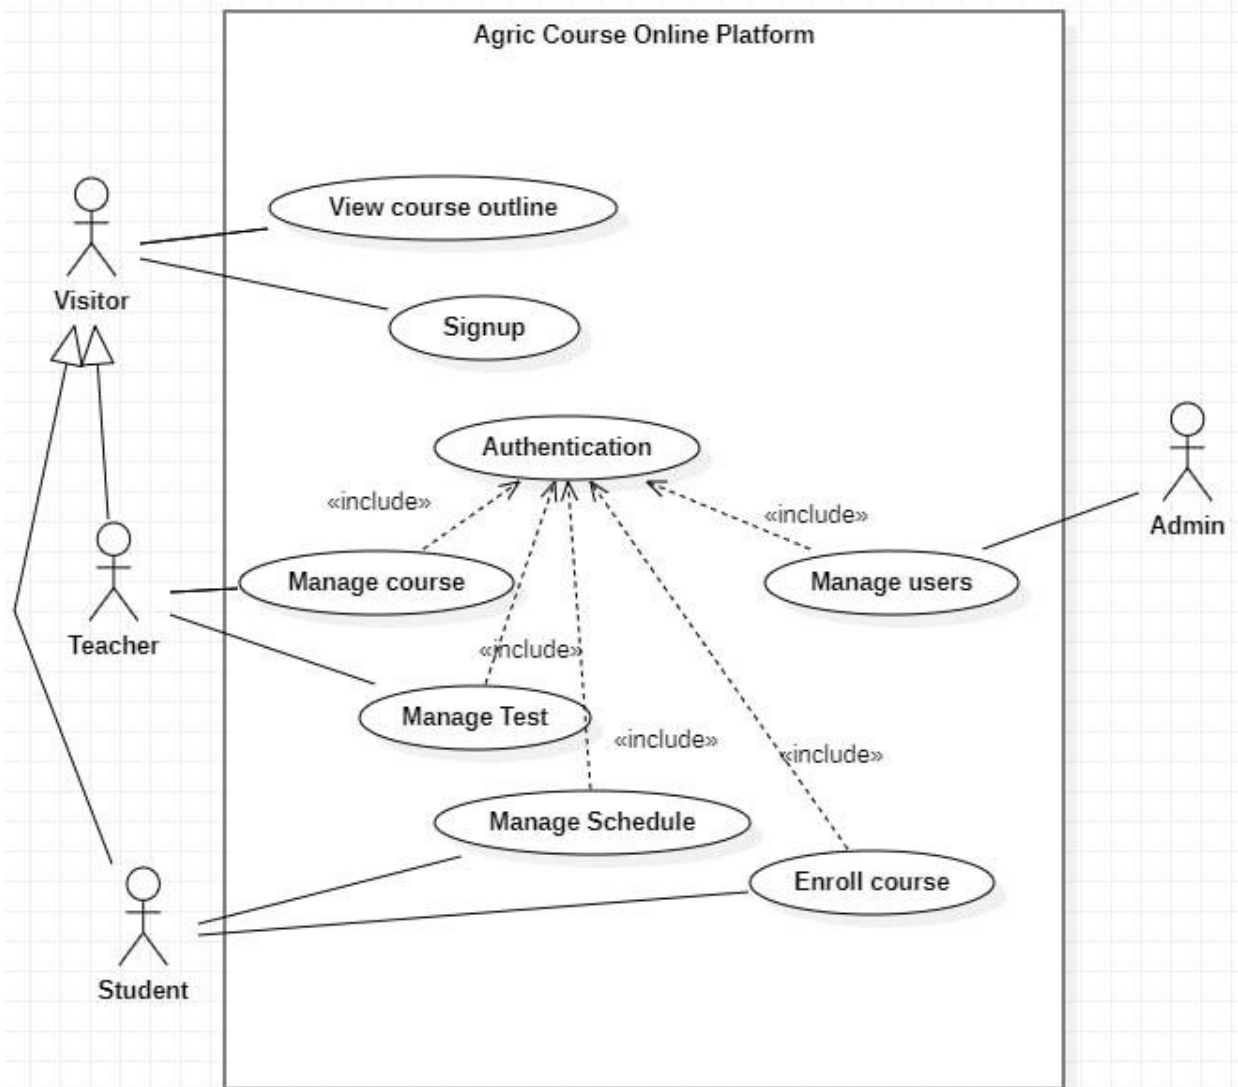 Agric Course Online Platform
View course outline
Visitor
Signup
Authentication
«include»
«include»
Admin
Manage course
Manage users
Teacher
«include»
Manage Test
«include»
«include»
Manage Schedule
Enroll course
Student